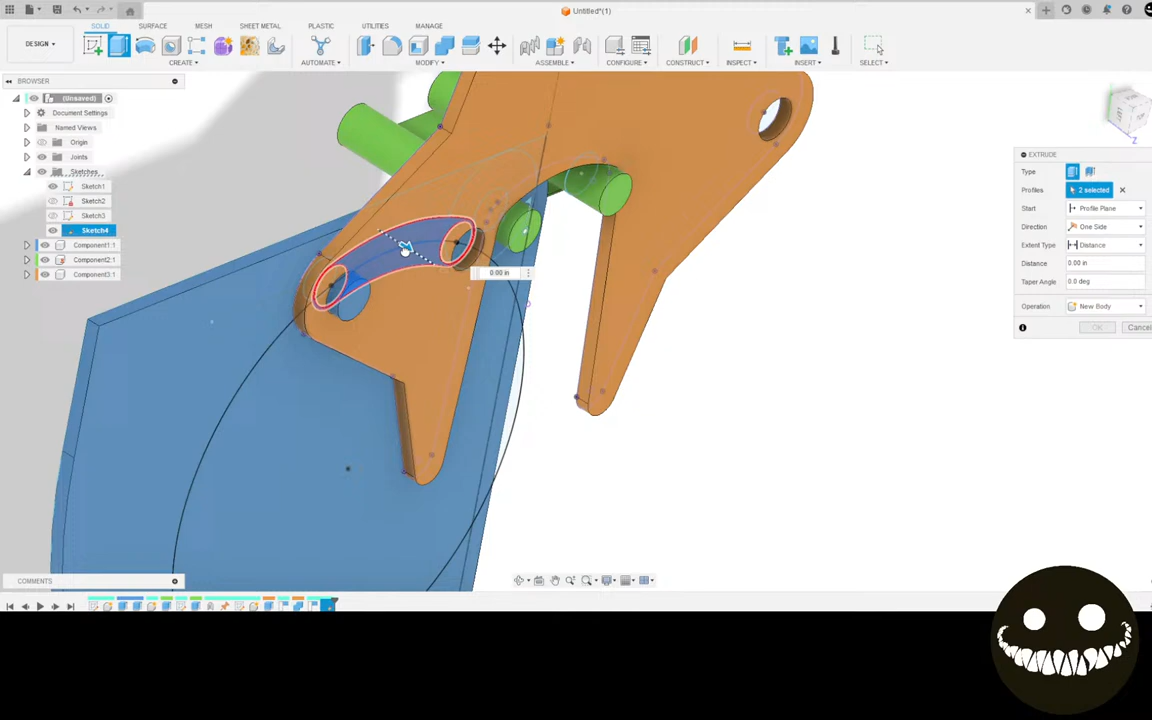 Untitled*(1)
DESIGN
SOLID
SURFACE
MESH
SHEET METAL
PLASTIC
UTILITIES
MANAGE
CREATE
AUTOMATE
MODIFY
ASSEMBLE
CONFIGURE
CONSTRUCT
INSPECT
INSERT
SELECT
BROWSER
(Unsaved)
Document Settings
Named Views
Origin
Joints
Sketches
Sketch1
Sketch2
Sketch3
Sketch4
Component1:1
Component2:1
Component3:1
Z
EXTRUDE
Type
Profiles 2 selected
Start Profile Plane
Direction One Side
Extent Type Distance
Distance 0.00 in
Taper Angle 0.0 deg
Operation New Body
OK Cancel
0.00 in
COMMENTS